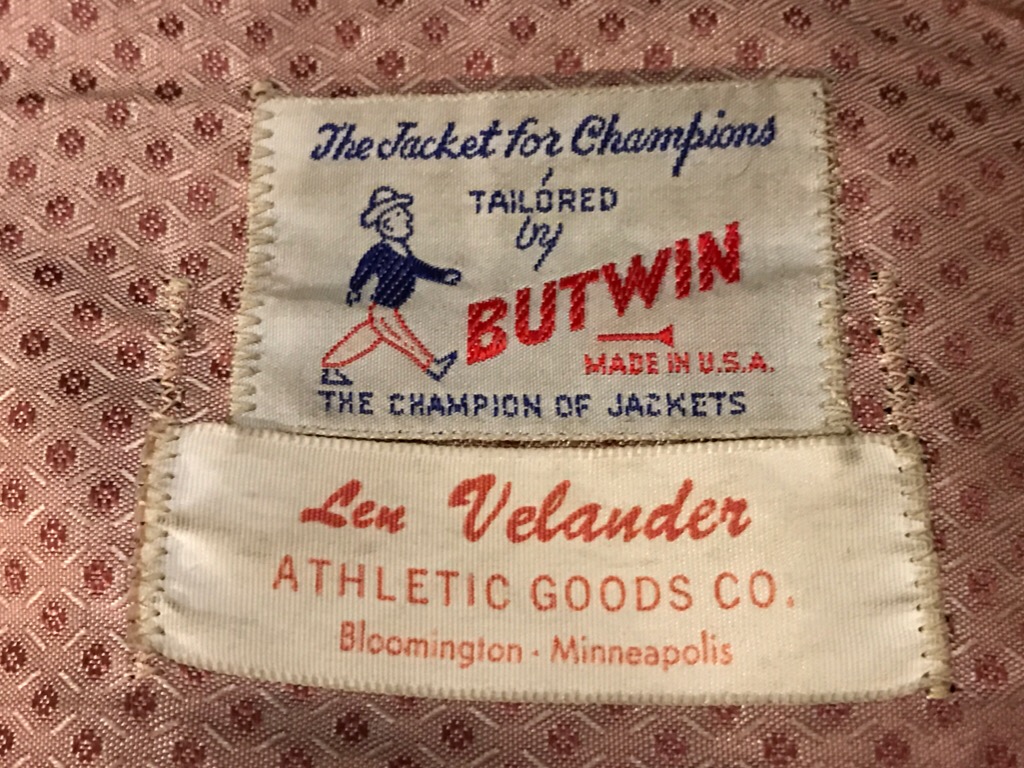 The Jacket for Champions
TAILORED
by
BUTWIN
MADE IN U.S.A.
THE CHAMPION OF JACKETS
Len Velander
ATHLETIC GOODS CO.
Bloomington - Minneapolis